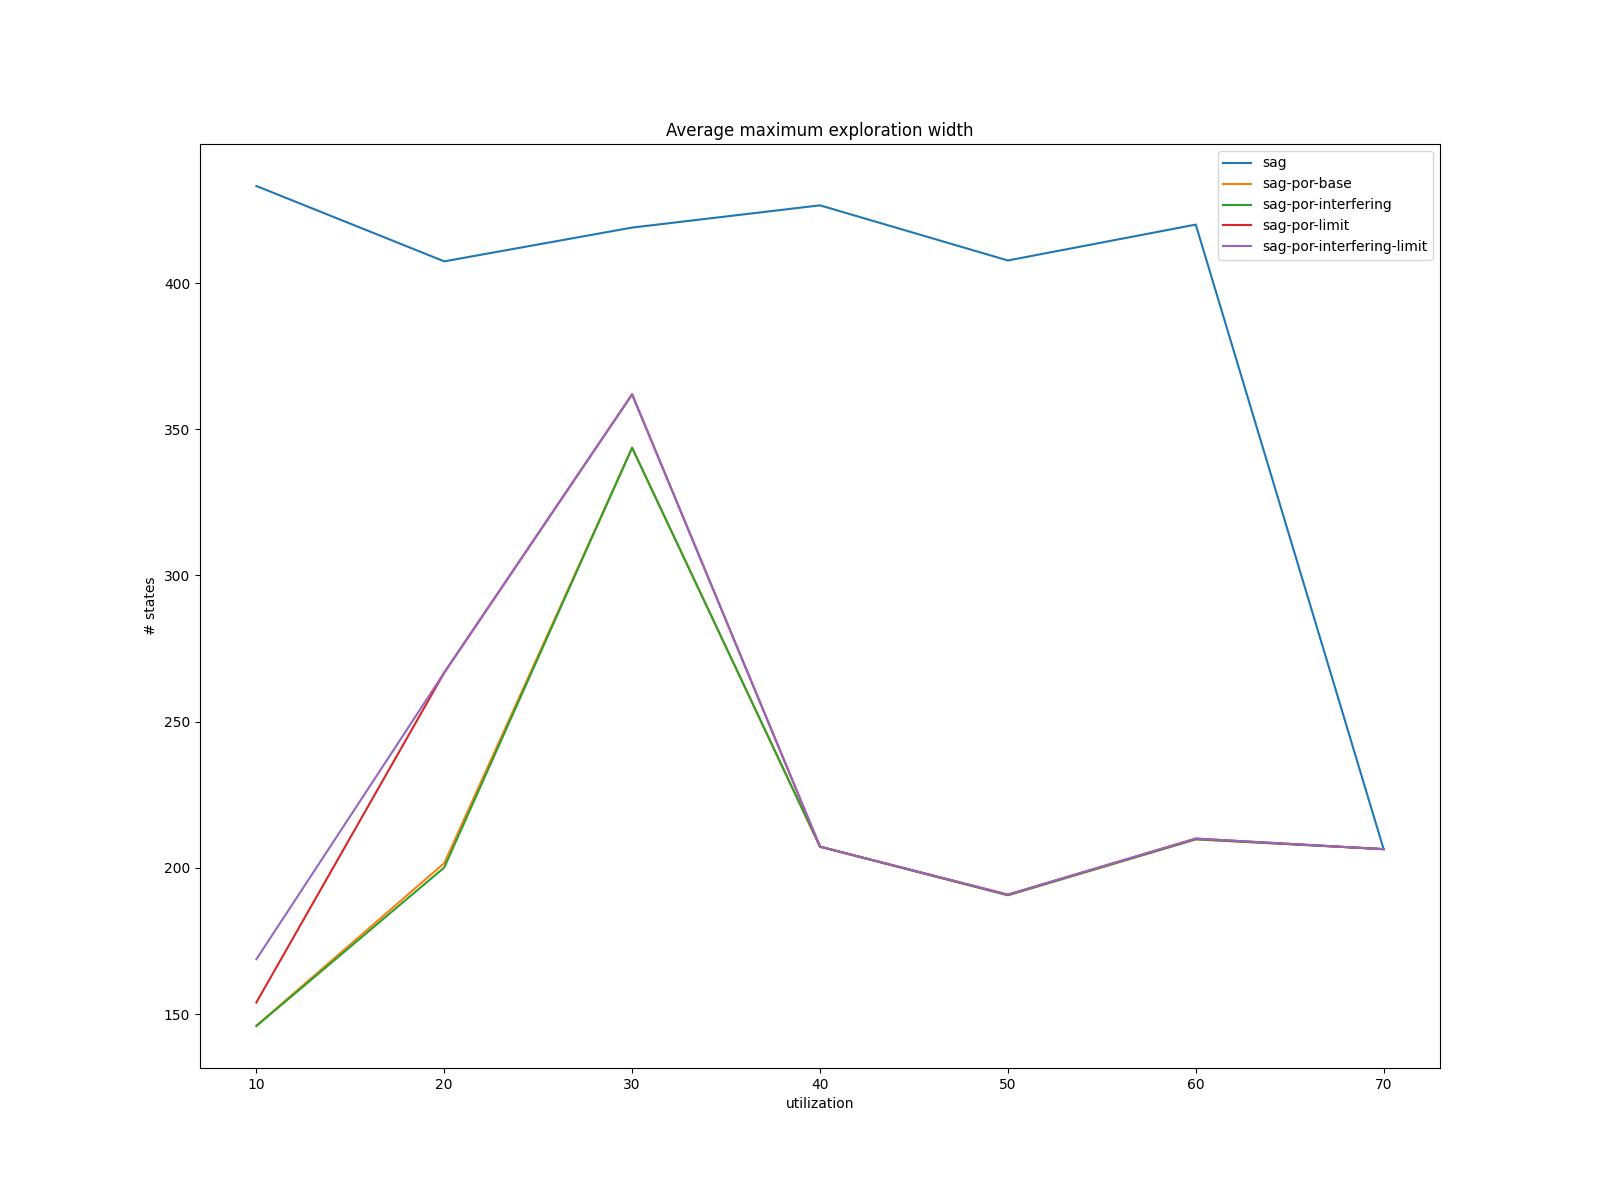 Average maximum exploration width
sag
sag-por-base
sag-por-interfering
sag-por-limit
sag-por-interfering-limit
400
350
300
250
200
150
# states
10 20 30 40 50 60 70
utilization